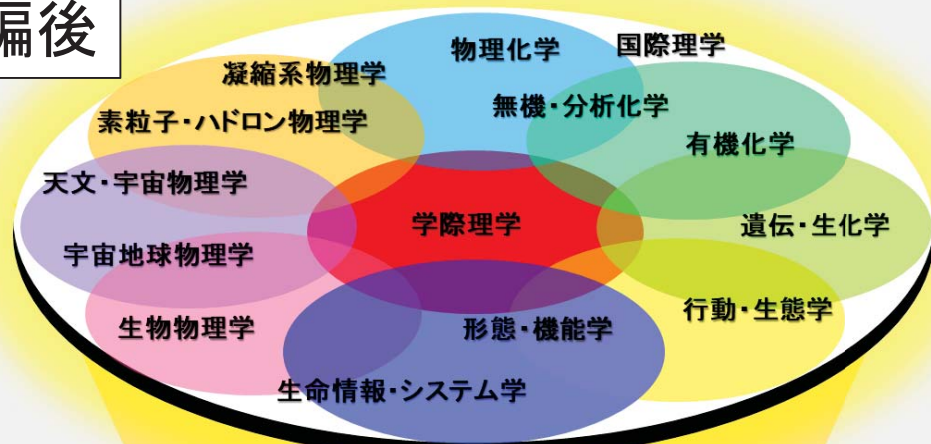 編後
物理化学
国際理学
凝縮系物理学
無機・分析化学
素粒子・ハドロン物理学
有機化学
天文・宇宙物理学
学際理学
遺伝・生化学
宇宙地球物理学
行動・生態学
生物物理学
形態・機能学
生命情報・システム学